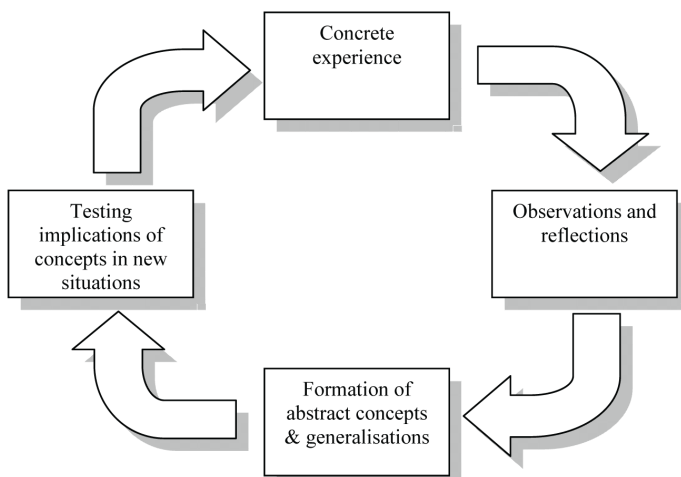 Concrete
experience
Observations and
reflections
Formation of
abstract concepts
& generalisations
Testing
implications of
concepts in new
situations